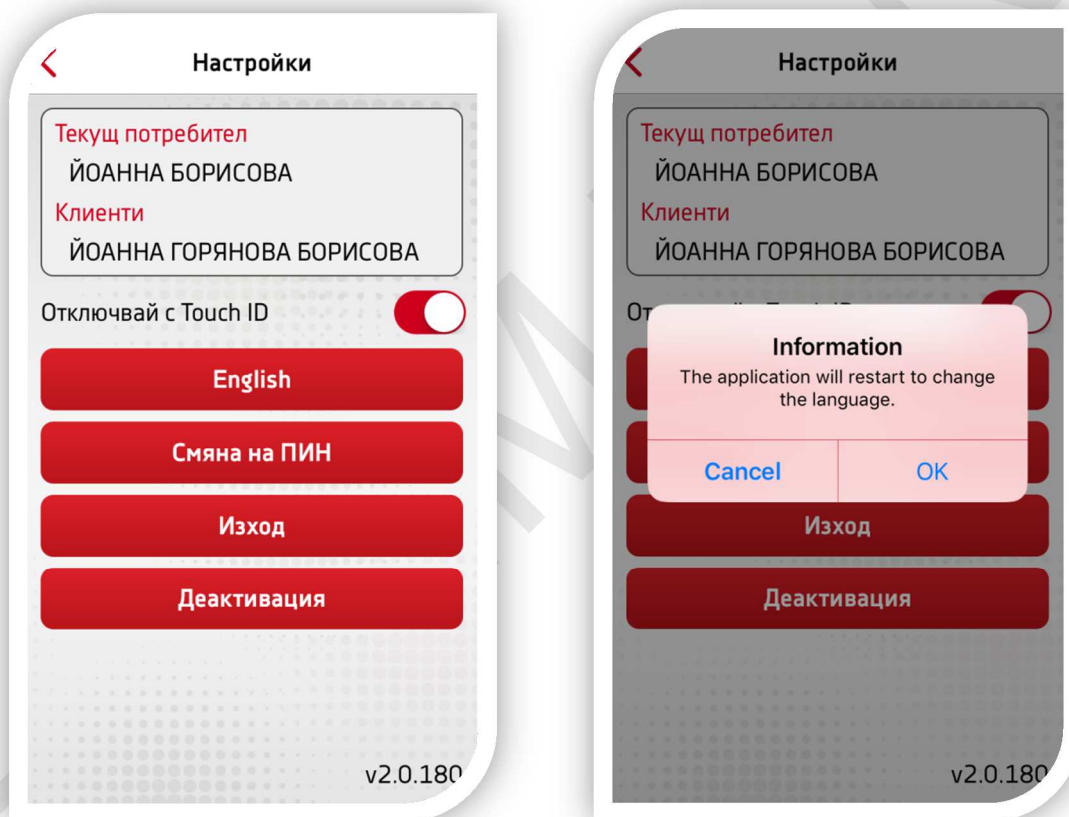 Настройки
Текущ потребител
ЙОАННА БОРИСОВА
Клиенти
ЙОАННА ГОРЯНОВА БОРИСОВА
Отключвай с Touch ID
English
Смяна на ПИН
Изход
Деактивация
v2.0.180
Настройки
Текущ потребител
ЙОАННА БОРИСОВА
Клиенти
ЙОАННА ГОРЯНОВА БОРИСОВА
Information
The application will restart to change
the language.
Cancel
OK
Изход
Деактивация
v2.0.180